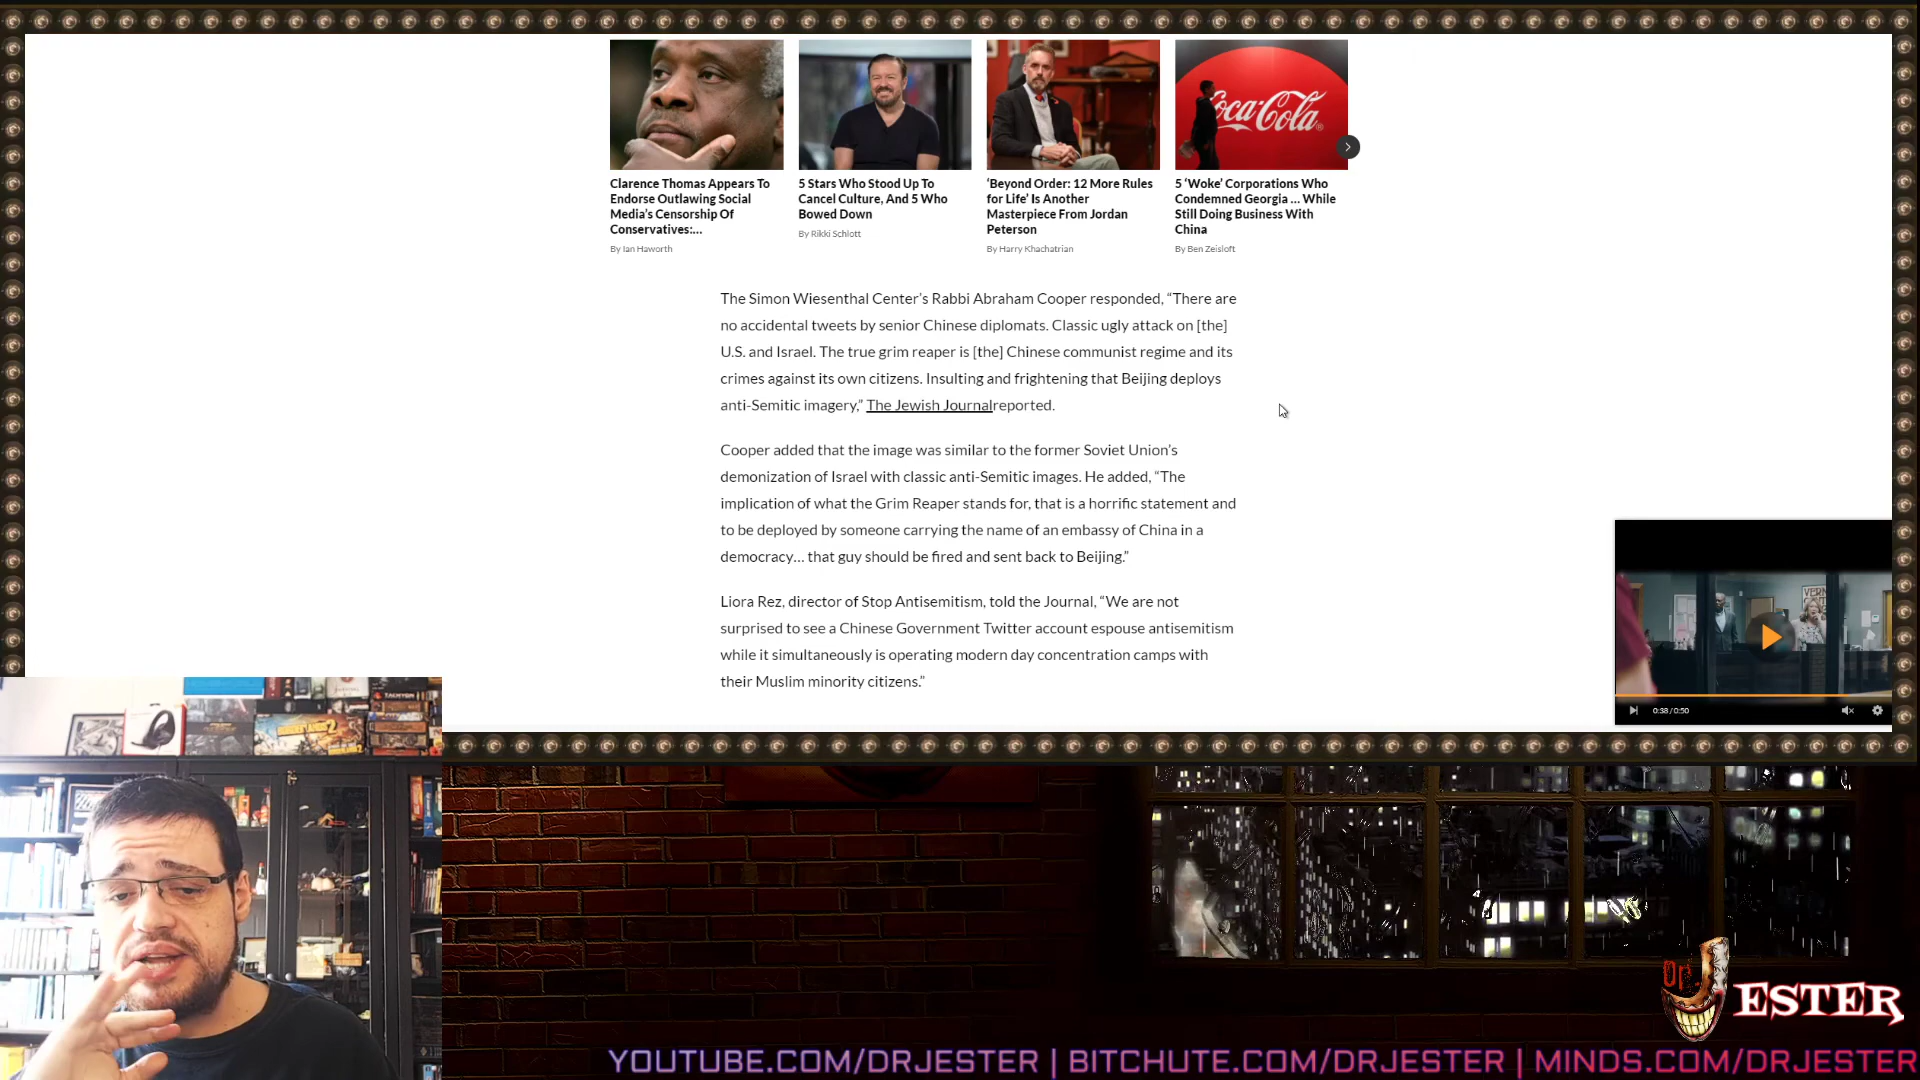 Coca-Cola
Clarence Thomas Appears To
Endorse Outlawing Social
Media's Censorship Of
Conservatives:...
By Ian Haworth
5 Stars Who Stood Up To
Cancel Culture, And 5 Who
Bowed Down
By Rikki Schlott
‘Beyond Order: 12 More Rules
for Life’ Is Another
Masterpiece From Jordan
Peterson
By Harry Khachatrian
5 ‘Woke’ Corporations Who
Condemned Georgia ... While
Still Doing Business With
China
By Ben Zeisloft
The Simon Wiesenthal Center’s Rabbi Abraham Cooper responded, “There are
no accidental tweets by senior Chinese diplomats. Classic ugly attack on [the]
U.S. and Israel. The true grim reaper is [the] Chinese communist regime and its
crimes against its own citizens. Insulting and frightening that Beijing deploys
anti-Semitic imagery,” The Jewish Journalreported.
Cooper added that the image was similar to the former Soviet Union’s
demonization of Israel with classic anti-Semitic images. He added, “The
implication of what the Grim Reaper stands for, that is a horrific statement and
to be deployed by someone carrying the name of an embassy of China in a
democracy… that guy should be fired and sent back to Beijing.”
Liora Rez, director of Stop Antisemitism, told the Journal, “We are not
surprised to see a Chinese Government Twitter account espouse antisemitism
while it simultaneously is operating modern day concentration camps with
their Muslim minority citizens.”
0:38 / 0:50
Dr. JESTER
YOUTUBE.COM/DRJESTER | BITCHUTE.COM/DRJESTER | MINDS.COM/DRJESTER